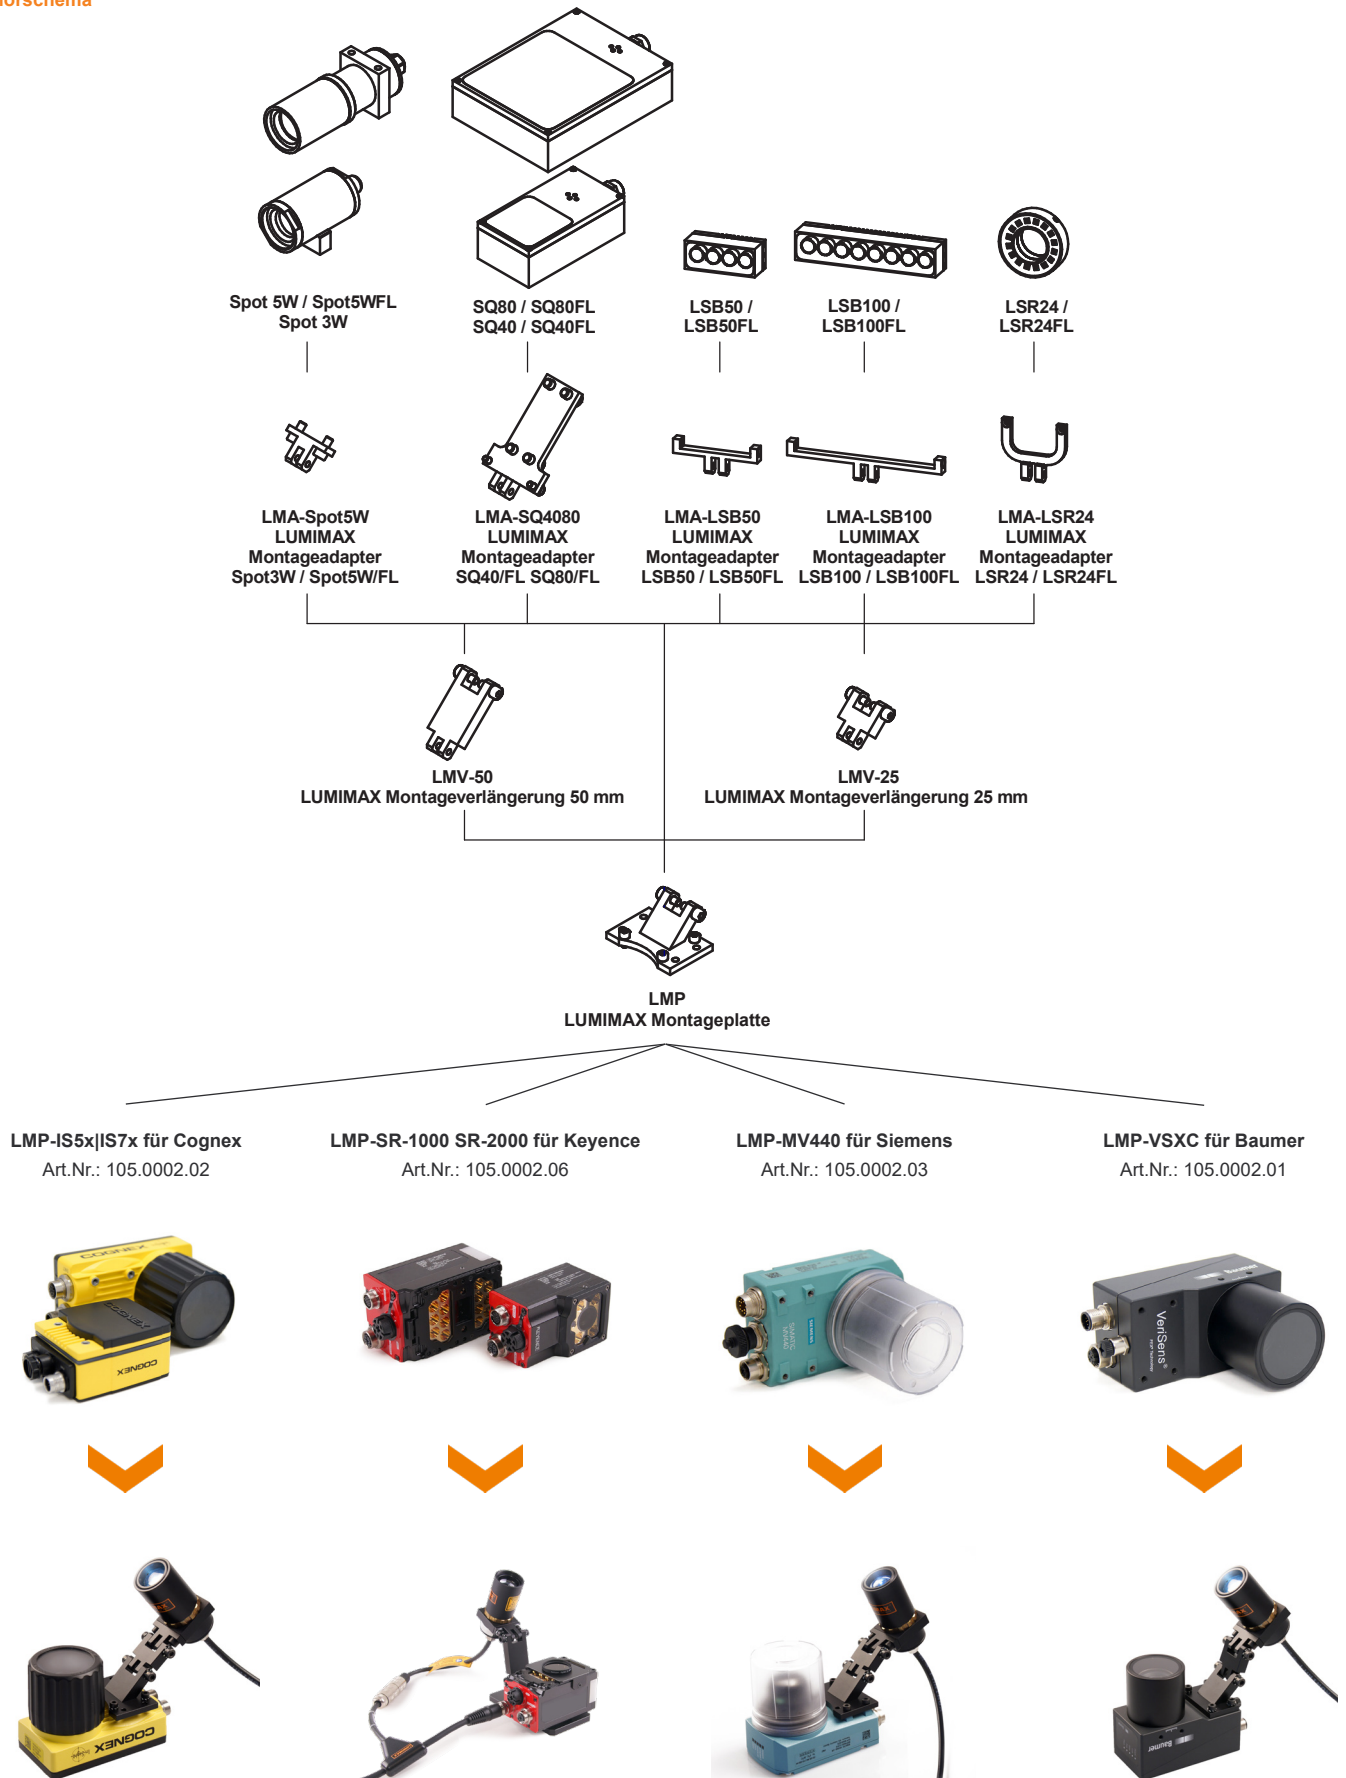 Spot 5W / Spot5WFL
Spot 3W
SQ80 / SQ80FL
SQ40 / SQ40FL
LSB50 /
LSB50FL
LSB100 /
LSB100FL
LSR24 /
LSR24FL
LMA-Spot5W
LUMIMAX
Montageadapter
Spot3W / Spot5W/FL
LMA-SQ4080
LUMIMAX
Montageadapter
SQ40/FL SQ80/FL
LMA-LSB50
LUMIMAX
Montageadapter
LSB50 / LSB50FL
LMA-LSB100
LUMIMAX
Montageadapter
LSB100 / LSB100FL
LMA-LSR24
LUMIMAX
Montageadapter
LSR24 / LSR24FL
LMV-50
LUMIMAX Montageverlängerung 50 mm
LMV-25
LUMIMAX Montageverlängerung 25 mm
LMP
LUMIMAX Montageplatte
LMP-IS5x|IS7x für Cognex
Art.Nr.: 105.0002.02
LMP-SR-1000 SR-2000 für Keyence
Art.Nr.: 105.0002.06
LMP-MV440 für Siemens
Art.Nr.: 105.0002.03
LMP-VSXC für Baumer
Art.Nr.: 105.0002.01
COGNEX
COGNEX
COGNEX
KEYENCE
SIEMENS
SIMATIC
MV440
Baumer
VeriSens®
COGNEX
Baumer